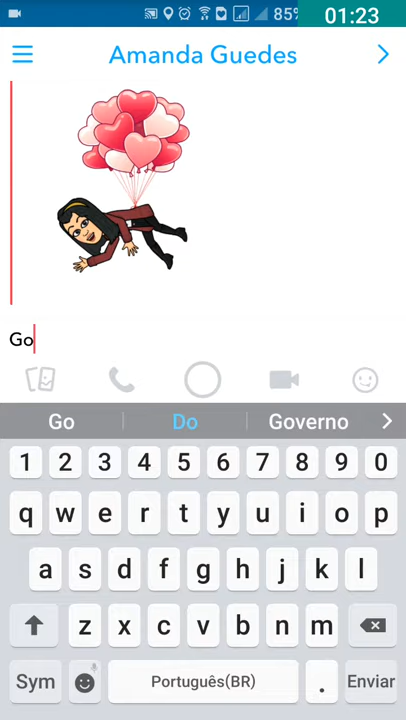 85% 01:23
Amanda Guedes
Go
Go Do Governo
1 2 3 4 5 6 7 8 9 0
q w e r t y u i o p
a s d f g h j k l
z x c v b n m
Sym Português(BR) . Enviar